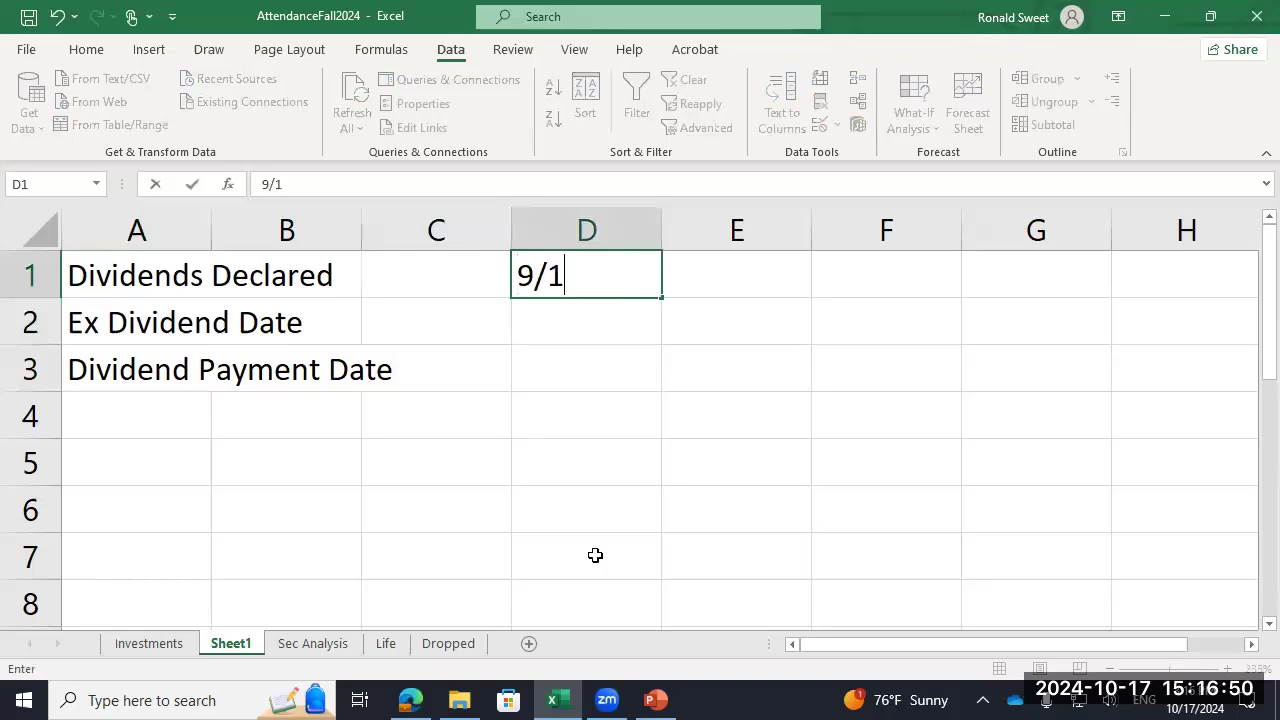 AttendanceFall2024 - Excel
Search
Ronald Sweet
File Home Insert Draw Page Layout Formulas Data Review View Help Acrobat
Share
Get Data
From Text/CSV
From Web
From Table/Range
Recent Sources
Existing Connections
Get & Transform Data
Refresh All
Queries & Connections
Properties
Edit Links
Queries & Connections
Sort
Filter
Clear
Reapply
Advanced
Sort & Filter
Text to Columns
Data Tools
What-If Analysis
Forecast Sheet
Forecast
Group
Ungroup
Subtotal
Outline
D1
fx
9/1
A B C D E F G H
1 Dividends Declared 9/1
2 Ex Dividend Date
3 Dividend Payment Date
4
5
6
7
8
Investments Sheet1 Sec Analysis Life Dropped
Enter
235%
Type here to search
76°F Sunny
ENG
2024-10-17 15:16:50
10/17/2024